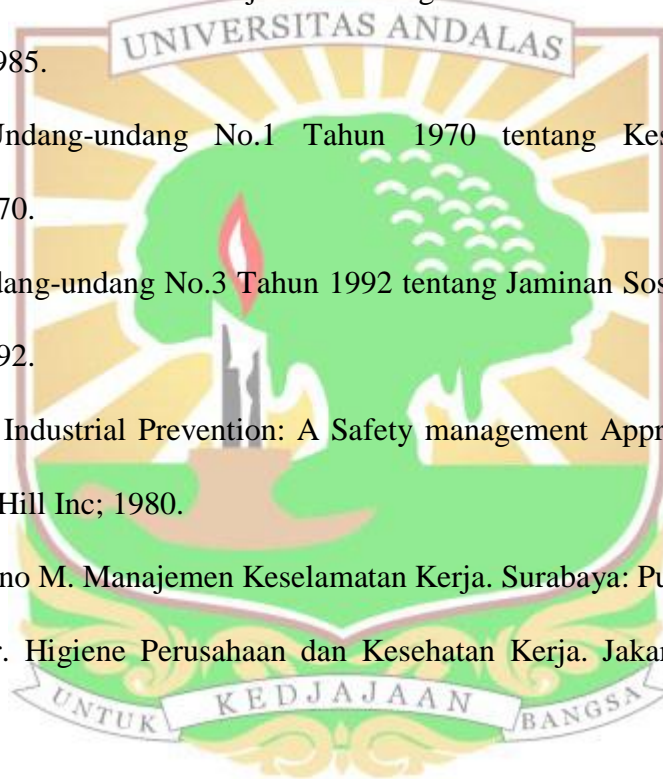 UNIVERSITAS ANDALAS
1985.
Undang-undang No.1 Tahun 1970 tentang Kes
70.
dang-undang No.3 Tahun 1992 tentang Jaminan Sos
92.
Industrial Prevention: A Safety management Appr
Hill Inc; 1980.
no M. Manajemen Keselamatan Kerja. Surabaya: Pu
r. Higiene Perusahaan dan Kesehatan Kerja. Jakar
UNTUK KEDJAJAAN BANGSA